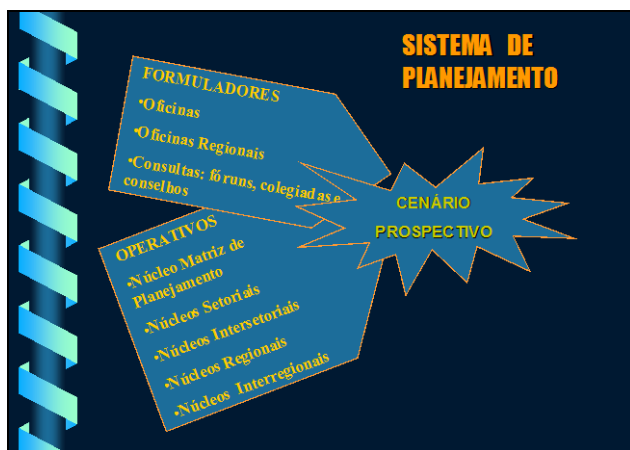 SISTEMA DE
PLANEJAMENTO
FORMULADORES
•Oficinas
•Oficinas Regionais
•Consultas: fóruns, colegiadas e
conselhos
CENÁRIO
PROSPECTIVO
OPERATIVOS
•Núcleo Matriz de
Planejamento
•Núcleos Setoriais
•Núcleos Intersetoriais
•Núcleos Regionais
•Núcleos Interregionais